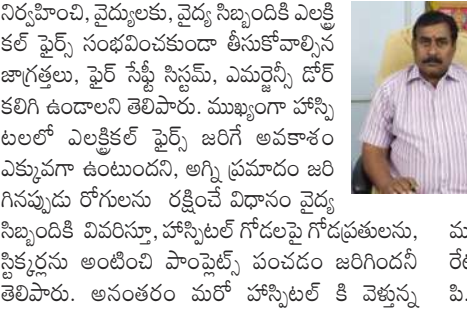 నిర్వహించి, వైద్యులకు, వైద్య సిబ్బందికి ఎలక్ట్రి
కల్ ఫైర్స్ సంభవించకుండా తీసుకోవాల్సిన
జాగ్రత్తలు, ఫైర్ సేఫ్టీ సిస్టమ్, ఎమర్జెన్సీ డోర్
కలిగి ఉండాలని తెలిపారు. ముఖ్యంగా హాస్పి
టలలో ఎలక్ట్రికల్ ఫైర్స్ జరిగే అవకాశం
ఎక్కువగా ఉంటుందని, అగ్ని ప్రమాదం జరి
గినప్పుడు రోగులను రక్షించే విధానం వైద్య
సిబ్బందికి వివరిస్తూ, హాస్పిటల్ గోడలపై గోడప్రతులను,
స్టిక్కర్లను అంటించి పాంప్లెట్స్ పంచడం జరిగిందనీ
తెలిపారు. అనంతరం మరో హాస్పిటల్ కి వెళ్తున్న
పి.